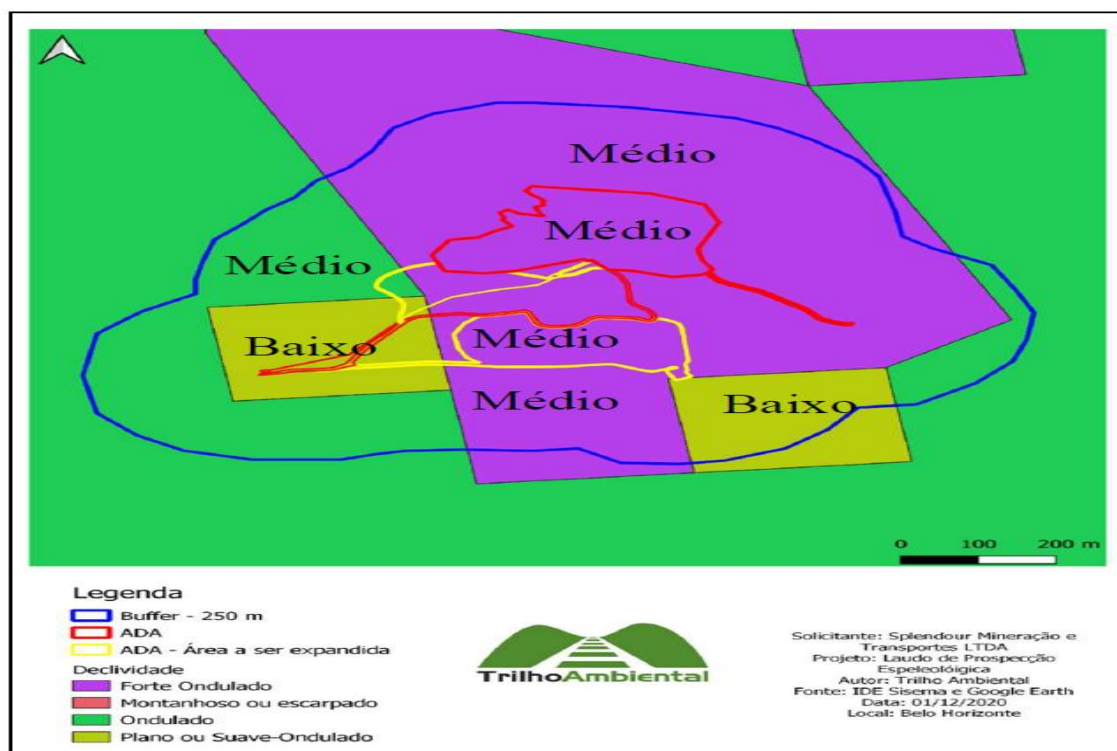 Médio
Médio
Médio
Baixo
Médio
Médio
Baixo
0 100 200 m
Legenda
Buffer - 250 m
ADA
ADA - Área a ser expandida
Declividade
Forte Ondulado
Montanhoso ou escarpado
Ondulado
Plano ou Suave-Ondulado
TrilhoAmbiental
Solicitante: Splendour Mineração e
Transportes LTDA
Projeto: Laudo de Prospecção
Espeleolóigica
Autor: Trilho Ambiental
Fonte: IDE Sisema e Google Earth
Data: 01/12/2020
Local: Belo Horizonte